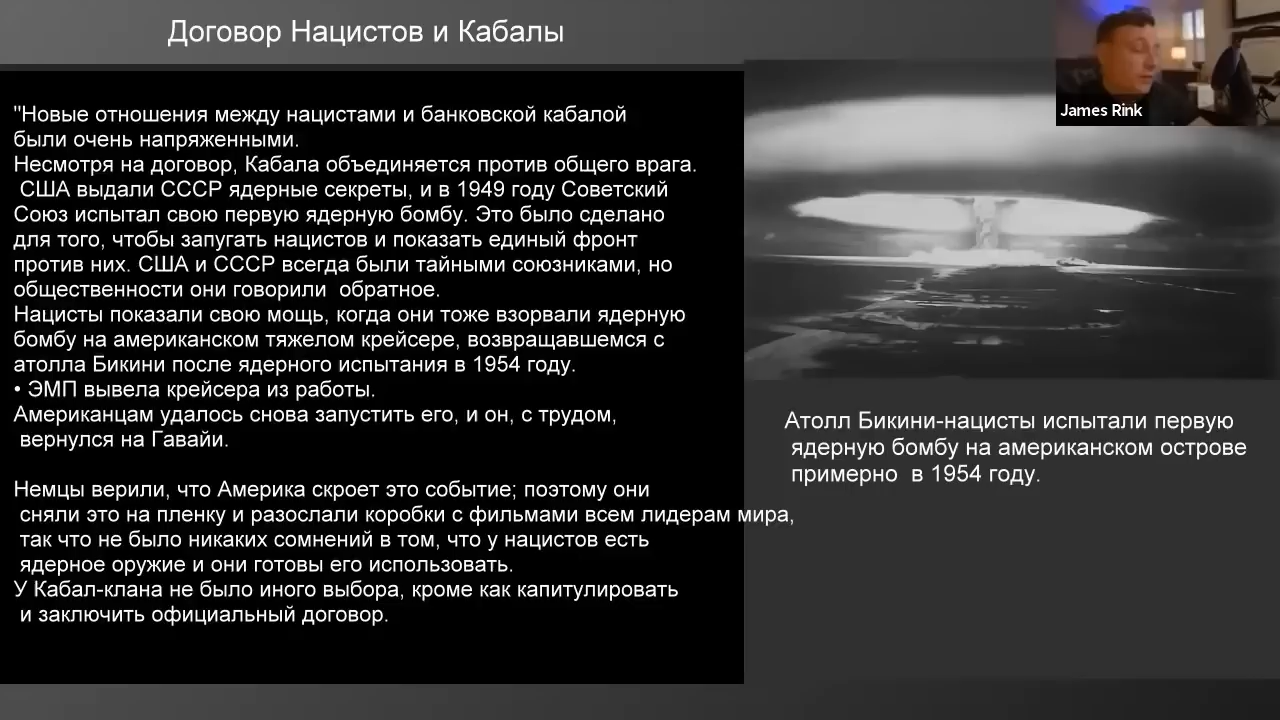 Договор Нацистов и Кабалы
James Rink
"Новые отношения между нацистами и банковской кабалой
были очень напряженными.
Несмотря на договор, Кабала объединяется против общего врага.
США выдали СССР ядерные секреты, и в 1949 году Советский
Союз испытал свою первую ядерную бомбу. Это было сделано
для того, чтобы запугать нацистов и показать единый фронт
против них. США и СССР всегда были тайными союзниками, но
общественности они говорили  обратное.
Нацисты показали свою мощь, когда они тоже взорвали ядерную
бомбу на американском тяжелом крейсере, возвращавшемся с
атолла Бикини после ядерного испытания в 1954 году.
• ЭМП вывела крейсера из работы.
Американцам удалось снова запустить его, и он, с трудом,
вернулся на Гавайи.
Немцы верили, что Америка скроет это событие; поэтому они
сняли это на пленку и разослали коробки с фильмами всем лидерам мира,
так что не было никаких сомнений в том, что у нацистов есть
ядерное оружие и они готовы его использовать.
У Кабал-клана не было иного выбора, кроме как капитулировать
и заключить официальный договор.
Атолл Бикини-нацисты испытали первую
ядерную бомбу на американском острове
примерно  в 1954 году.